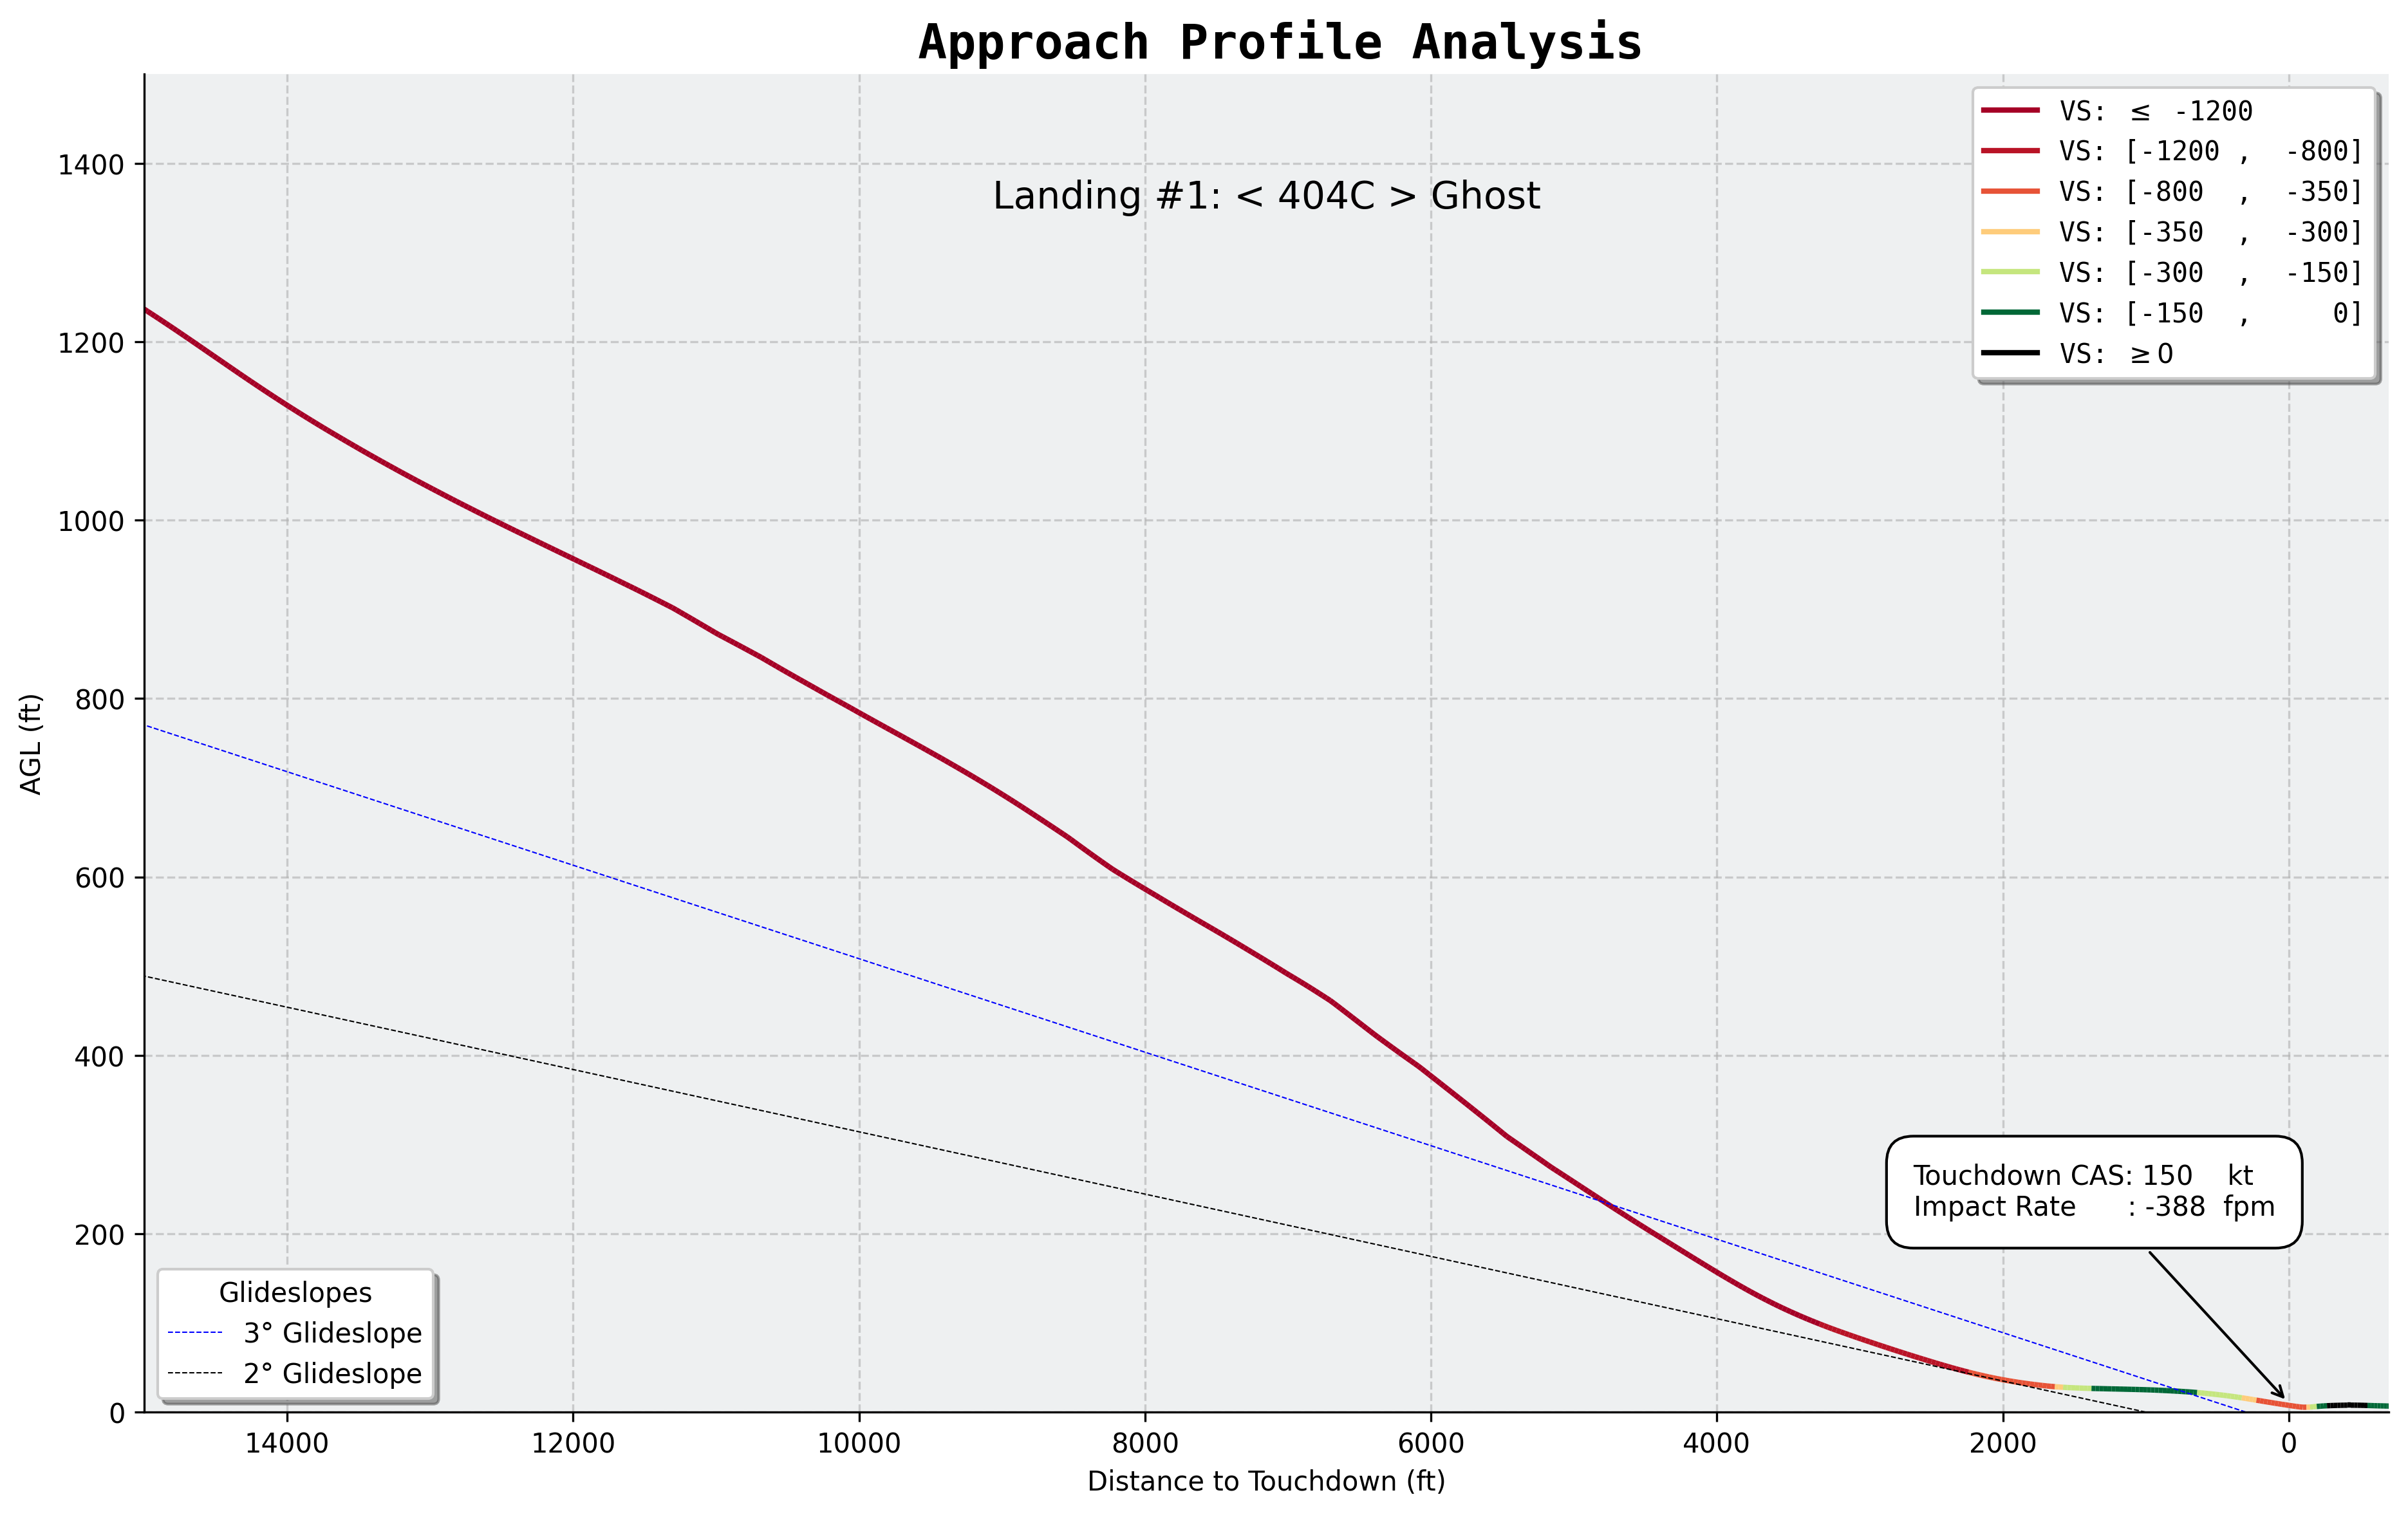 Approach Profile Analysis
Landing #1: < 404C > Ghost
VS: ≤ -1200
VS: [-1200 , -800]
VS: [-800 , -350]
VS: [-350 , -300]
VS: [-300 , -150]
VS: [-150 , 0]
VS: ≥0
AGL (ft)
1400
1200
1000
800
600
400
200
0
Touchdown CAS: 150 kt
Impact Rate : -388 fpm
Glideslopes
3° Glideslope
2° Glideslope
14000 12000 10000 8000 6000 4000 2000 0
Distance to Touchdown (ft)